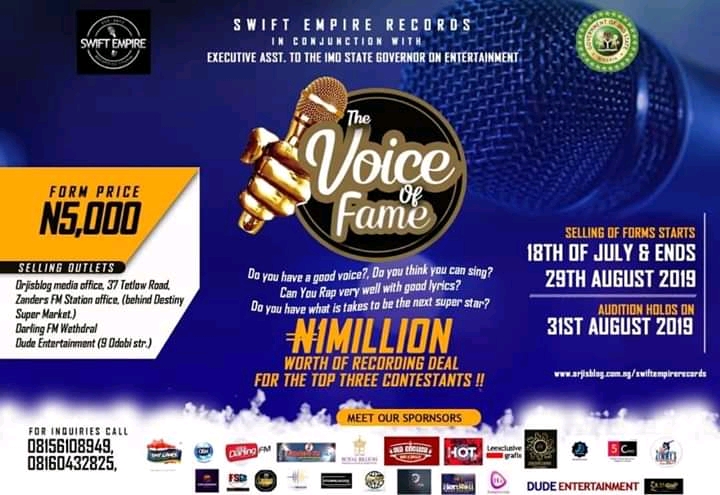 SWIFT EMPIRE
SWIFT EMPIRE RECORDS
IN CONJUNCTION WITH
EXECUTIVE ASST. TO THE IMO STATE GOVERNOR ON ENTERTAINMENT
The
Voice
Of
Fame
FORM PRICE
₦5,000
SELLING OUTLETS
Orjisblog media office, 37 Tetlow Road,
Zanders FM Station office, (behind Destiny
Super Market.)
Darling FM Wethdral
Dude Entertainment (9 Odobi str.)
Do you have a good voice?, Do you think you can sing?
Can You Rap very well with good lyrics?
Do you have what is takes to be the next super star?
₦1MILLION
WORTH OF RECORDING DEAL
FOR THE TOP THREE CONTESTANTS !!
SELLING OF FORMS STARTS
18TH OF JULY & ENDS
29TH AUGUST 2019
AUDITION HOLDS ON
31ST AUGUST 2019
www.orjisblog.com.ng/swiftempirerecords
MEET OUR SPORNSORS
FOR INQUIRIES CALL
08156108949,
08160432825,
Darling FM
HOT
Leexclusive
grafix
DUDE ENTERTAINMENT